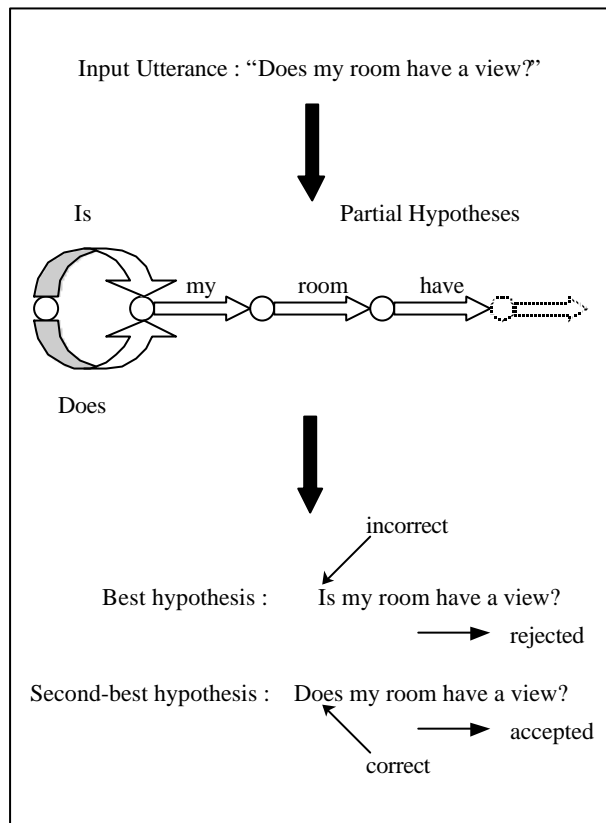 Input Utterance : “Does my room have a view?”
Is Partial Hypotheses
my room have
Does
incorrect
Best hypothesis : Is my room have a view?
rejected
Second-best hypothesis : Does my room have a view?
accepted
correct